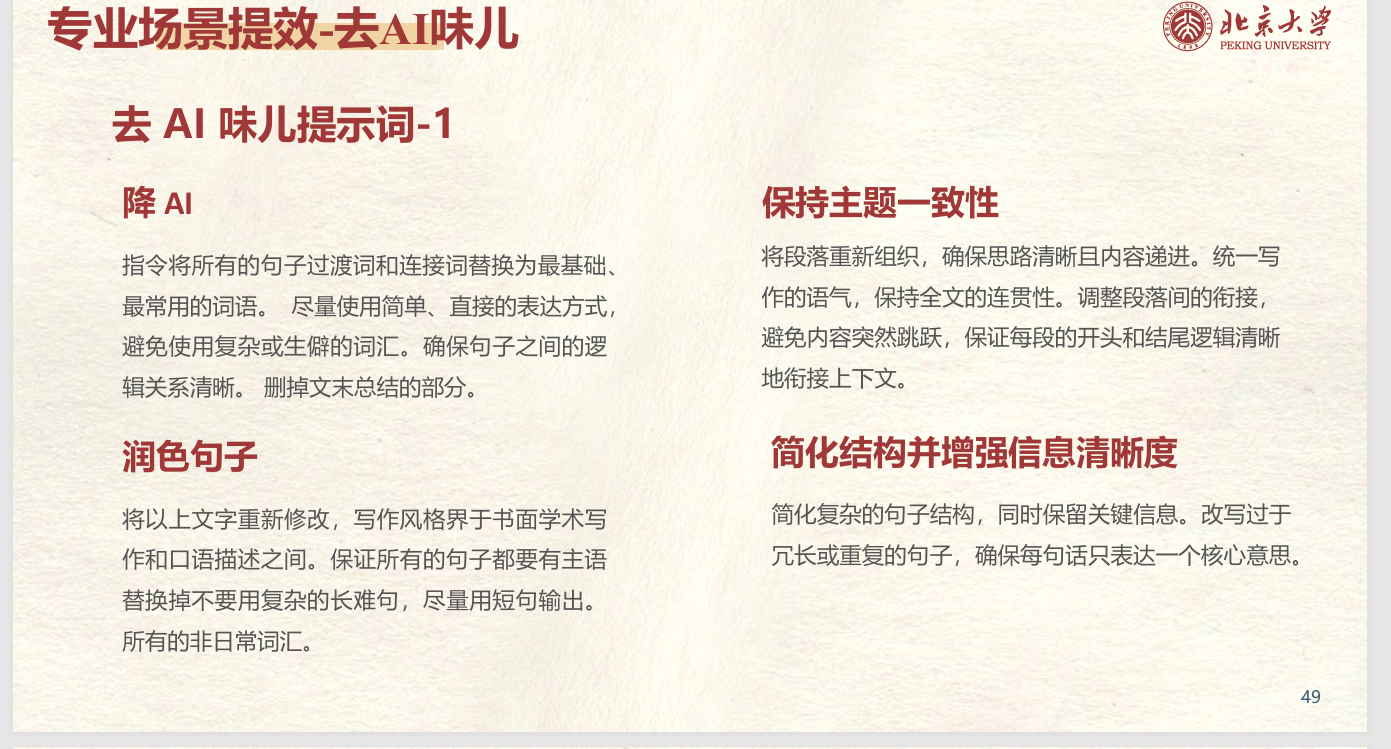 专业场景提效-去AI味儿
北京大学
PEKING UNIVERSITY
去 AI 味儿提示词-1
降 AI
指令将所有的句子过渡词和连接词替换为最基础、
最常用的词语。 尽量使用简单、直接的表达方式，
避免使用复杂或生僻的词汇。确保句子之间的逻
辑关系清晰。 删掉文末总结的部分。
润色句子
将以上文字重新修改，写作风格界于书面学术写
作和口语描述之间。保证所有的句子都要有主语
替换掉不要用复杂的长难句，尽量用短句输出。
所有的非日常词汇。
保持主题一致性
将段落重新组织，确保思路清晰且内容递进。统一写
作的语气，保持全文的连贯性。调整段落间的衔接，
避免内容突然跳跃，保证每段的开头和结尾逻辑清晰
地衔接上下文。
简化结构并增强信息清晰度
简化复杂的句子结构，同时保留关键信息。改写过于
冗长或重复的句子，确保每句话只表达一个核心意思。
49